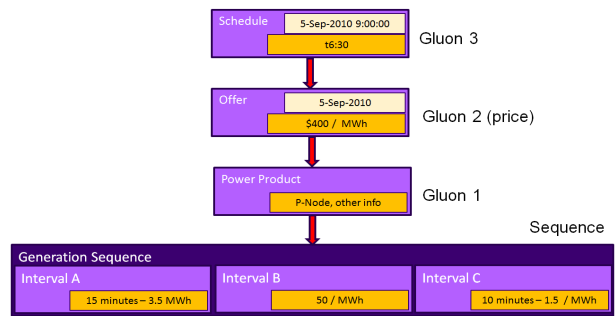 Schedule
5-Sep-2010 9:00:00
t6:30
Gluon 3
Offer
5-Sep-2010
$400 / MWh
Gluon 2 (price)
Power Product
P-Node, other info
Gluon 1
Sequence
Generation Sequence
Interval A
15 minutes – 3.5 MWh
Interval B
50 / MWh
Interval C
10 minutes – 1.5 / MWh